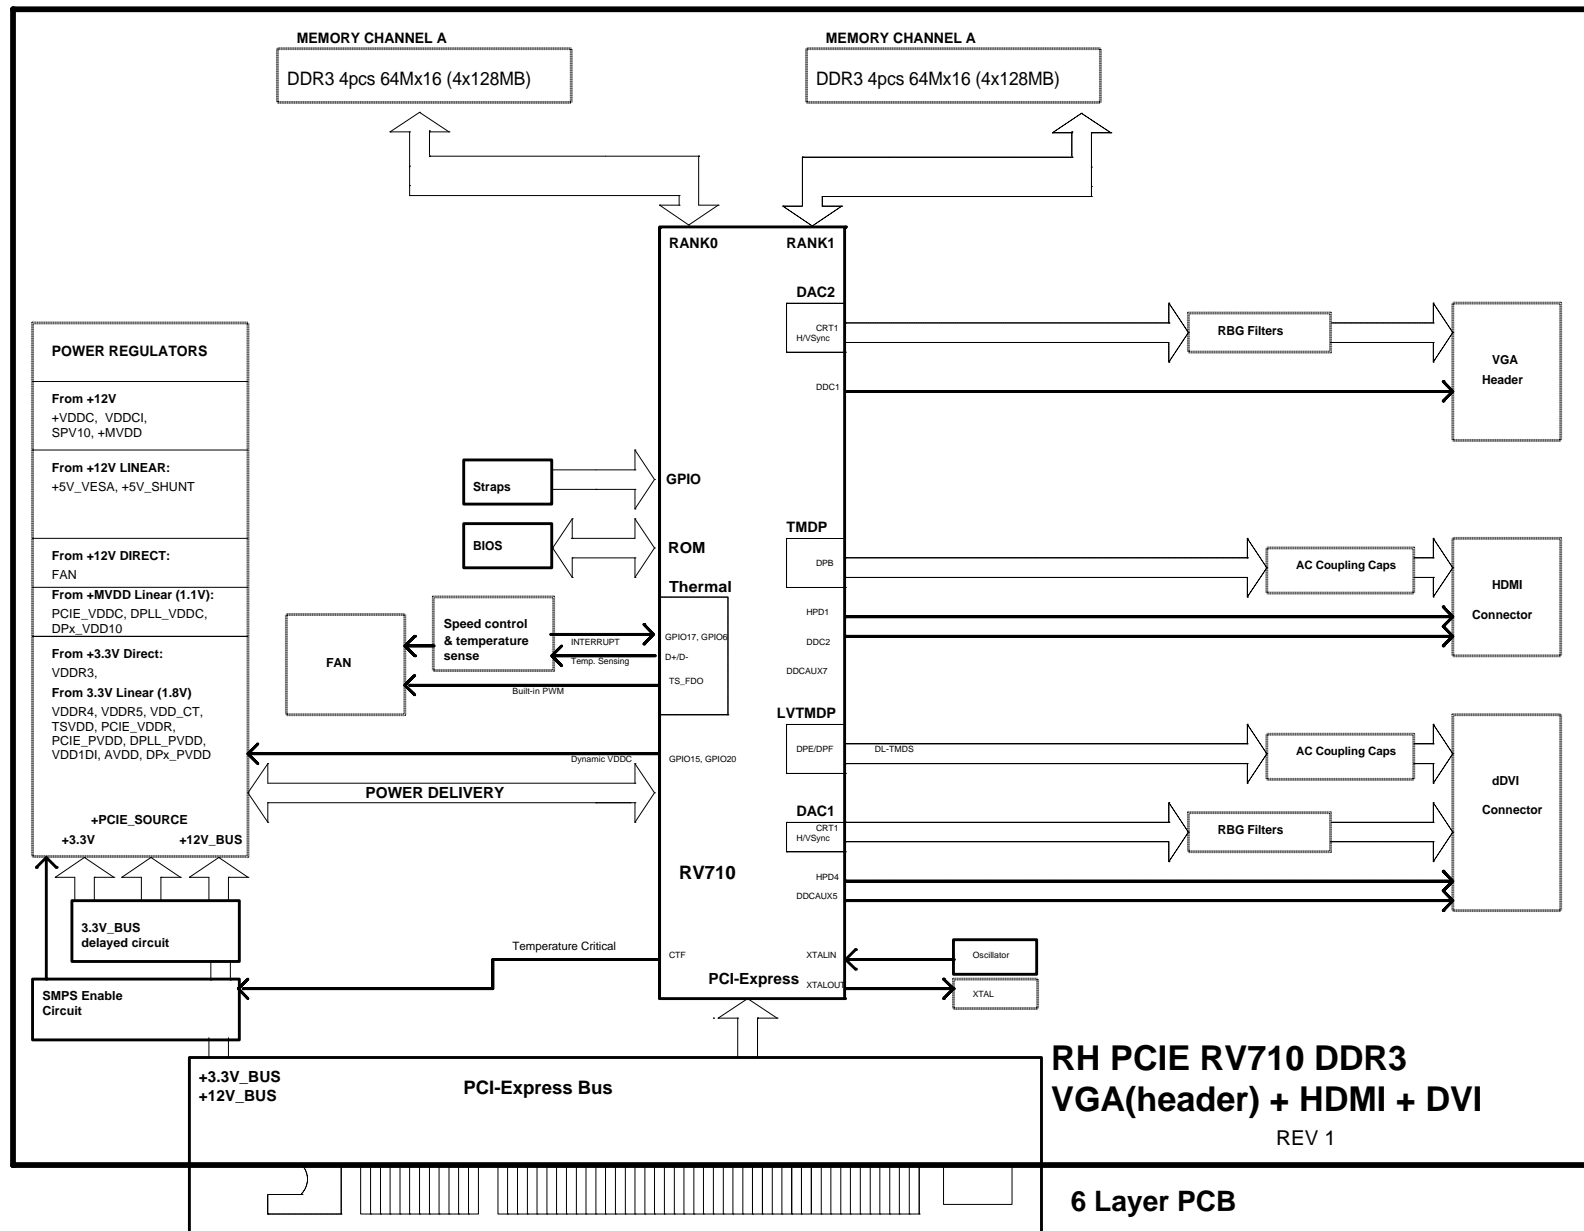 MEMORY CHANNEL A
DDR3 4pcs 64Mx16 (4x128MB)
MEMORY CHANNEL A
DDR3 4pcs 64Mx16 (4x128MB)
RANK0
RANK1
DAC2
CRT1
H/VSync
DDC1
RBG Filters
VGA
Header
POWER REGULATORS
From +12V
+VDDC, VDDCI,
SPV10, +MVDD
From +12V LINEAR:
+5V_VESA, +5V_SHUNT
From +12V DIRECT:
FAN
From +MVDD Linear (1.1V):
PCIE_VDDC, DPLL_VDDC,
DPx_VDD10
From +3.3V Direct:
VDDR3,
From 3.3V Linear (1.8V)
VDDR4, VDDR5, VDD_CT,
TSVDD, PCIE_VDDR,
PCIE_PVDD, DPLL_PVDD,
VDD1DI, AVDD, DPx_PVDD
+PCIE_SOURCE
+3.3V
+12V_BUS
Straps
GPIO
BIOS
ROM
Thermal
Speed control
& temperature
sense
FAN
INTERRUPT
GPIO17, GPIO6
Temp. Sensing
D+/D-
Built-in PWM
TS_FDO
Dynamic VDDC
GPIO15, GPIO20
POWER DELIVERY
TMDP
DPB
AC Coupling Caps
HDMI
Connector
HPD1
DDC2
DDCAUX7
LVTMDP
DPE/DPF
DL-TMDS
AC Coupling Caps
dDVI
Connector
DAC1
CRT1
H/VSync
RBG Filters
HPD4
DDCAUX5
RV710
3.3V_BUS
delayed circuit
SMPS Enable
Circuit
Temperature Critical
CTF
XTALIN
Oscillator
PCI-Express
XTALOUT
XTAL
+3.3V_BUS
+12V_BUS
PCI-Express Bus
RH PCIE RV710 DDR3
VGA(header) + HDMI + DVI
REV 1
6 Layer PCB